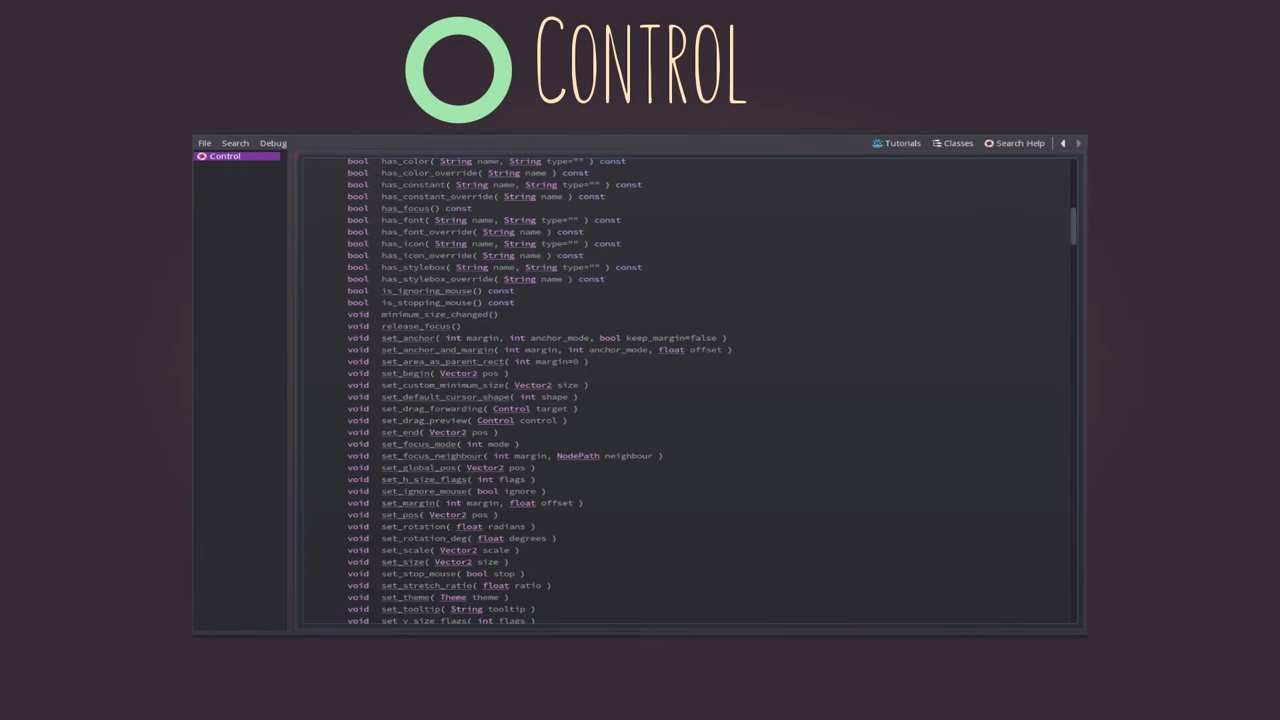 CONTROL
File Search Debug Tutorials Classes Search Help
Control
bool has_color( String name, String type="" ) const
bool has_color_override( String name ) const
bool has_constant( String name, String type="" ) const
bool has_constant_override( String name ) const
bool has_focus() const
bool has_font( String name, String type="" ) const
bool has_font_override( String name ) const
bool has_icon( String name, String type="" ) const
bool has_icon_override( String name ) const
bool has_stylebox( String name, String type="" ) const
bool has_stylebox_override( String name ) const
bool is_ignoring_mouse() const
bool is_stopping_mouse() const
void minimum_size_changed()
void release_focus()
void set_anchor( int margin, int anchor_mode, bool keep_margin=false )
void set_anchor_and_margin( int margin, int anchor_mode, float offset )
void set_area_as_parent_rect( int margin=0 )
void set_begin( Vector2 pos )
void set_custom_minimum_size( Vector2 size )
void set_default_cursor_shape( int shape )
void set_drag_forwarding( Control target )
void set_drag_preview( Control control )
void set_end( Vector2 pos )
void set_focus_mode( int mode )
void set_focus_neighbour( int margin, NodePath neighbour )
void set_global_pos( Vector2 pos )
void set_h_size_flags( int flags )
void set_ignore_mouse( bool ignore )
void set_margin( int margin, float offset )
void set_pos( Vector2 pos )
void set_rotation( float radians )
void set_rotation_deg( float degrees )
void set_scale( Vector2 scale )
void set_size( Vector2 size )
void set_stop_mouse( bool stop )
void set_stretch_ratio( float ratio )
void set_theme( Theme theme )
void set_tooltip( String tooltip )
void set_v_size_flags( int flags )